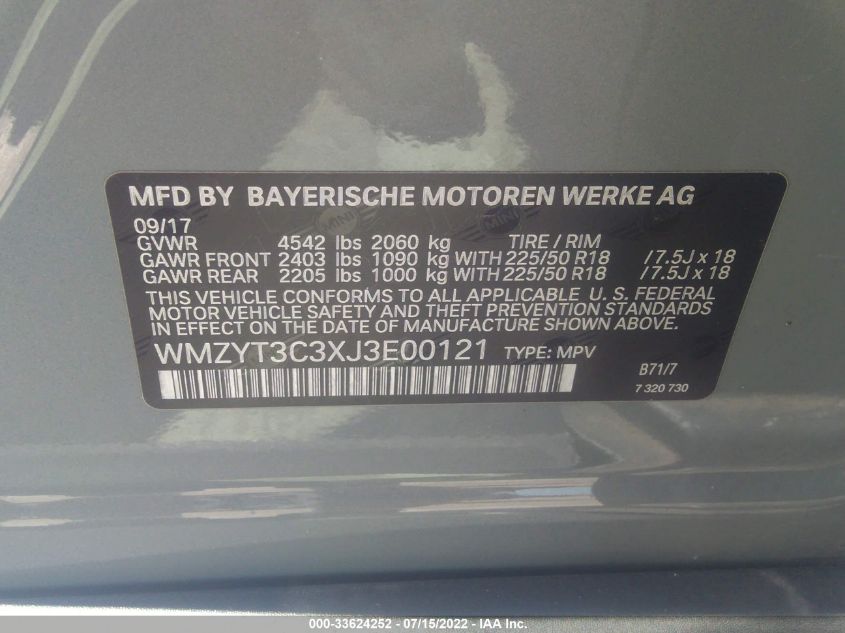 MFD BY BAYERISCHE MOTOREN WERKE AG
09/17
GVWR 4542 lbs 2060 kg TIRE / RIM
GAWR FRONT 2403 lbs 1090 kg WITH 225/50 R18 / 7.5J x 18
GAWR REAR 2205 lbs 1000 kg WITH 225/50 R18 / 7.5J x 18
THIS VEHICLE CONFORMS TO ALL APPLICABLE U. S. FEDERAL
MOTOR VEHICLE SAFETY AND THEFT PREVENTION STANDARDS
IN EFFECT ON THE DATE OF MANUFACTURE SHOWN ABOVE.
WMZYT3C3XJ3E00121 TYPE: MPV
B71/7
7 320 730
MINI
000-33624252 - 07/15/2022 - IAA Inc.